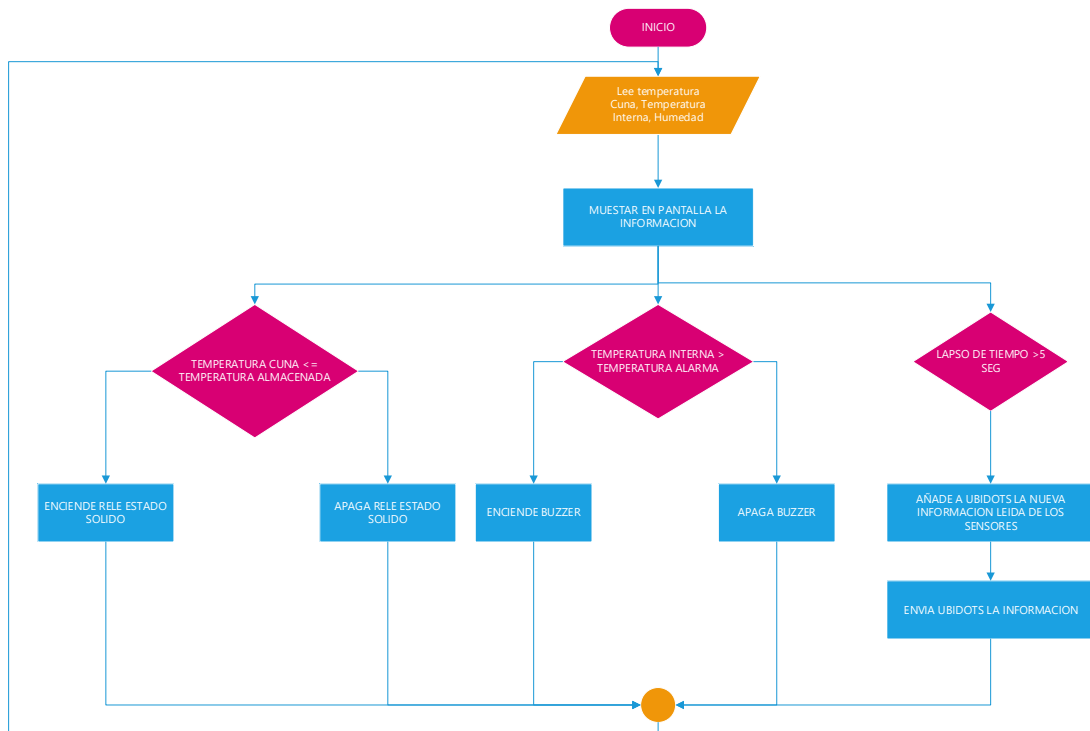 INICIO
Lee temperatura
Cuna, Temperatura
Interna, Humedad
MUESTAR EN PANTALLA LA
INFORMACION
TEMPERATURA CUNA <=
TEMPERATURA ALMACENADA
TEMPERATURA INTERNA >
TEMPERATURA ALARMA
LAPSO DE TIEMPO >5
SEG
ENCIENDE RELE ESTADO
SOLIDO
APAGA RELE ESTADO
SOLIDO
ENCIENDE BUZZER
APAGA BUZZER
AÑADE A UBIDOTS LA NUEVA
INFORMACION LEIDA DE LOS
SENSORES
ENVIA UBIDOTS LA INFORMACION